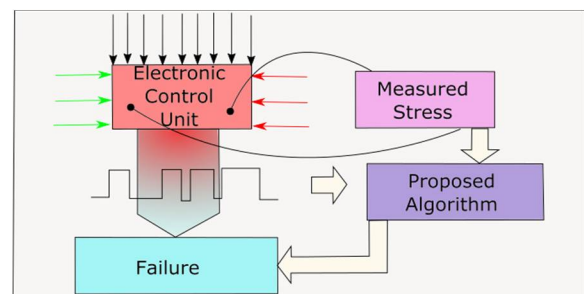 Electronic
Control
Unit
Measured
Stress
Proposed
Algorithm
Failure